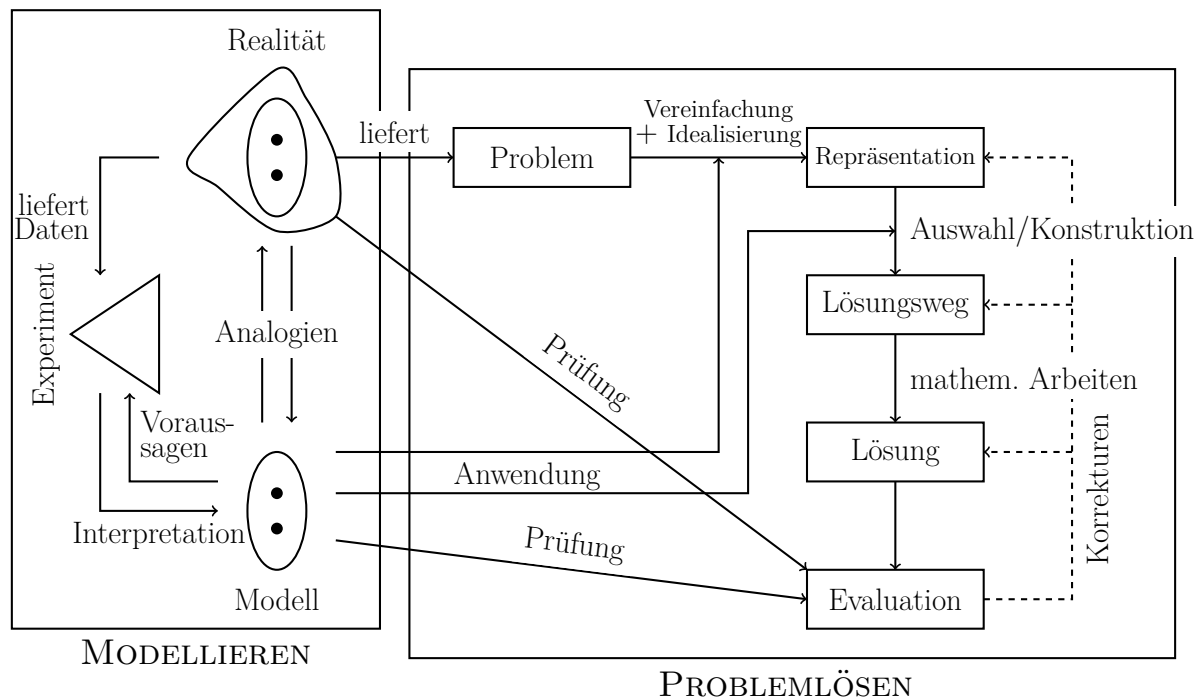 Realität
liefert
Vereinfachung
+ Idealisierung
Problem
Repräsentation
liefert
Daten
Auswahl/Konstruktion
Experiment
Analogien
Lösungsweg
Prüfung
mathem. Arbeiten
Voraus-
sagen
Lösung
Anwendung
Korrekturen
Interpretation
Prüfung
Modell
Evaluation
MODELLIEREN
PROBLEMLÖSEN